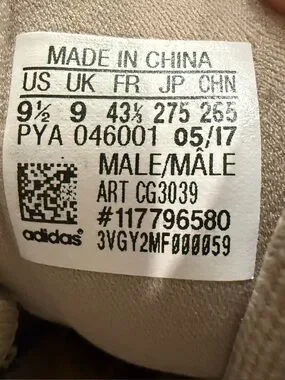 MADE IN CHINA
US UK FR JP CHN
9½ 9 43⅓ 275 265
PYA 046001 05/17
MALE/MÂLE
ART CG3039
#117796580
adidas® 3VGY2MF000059